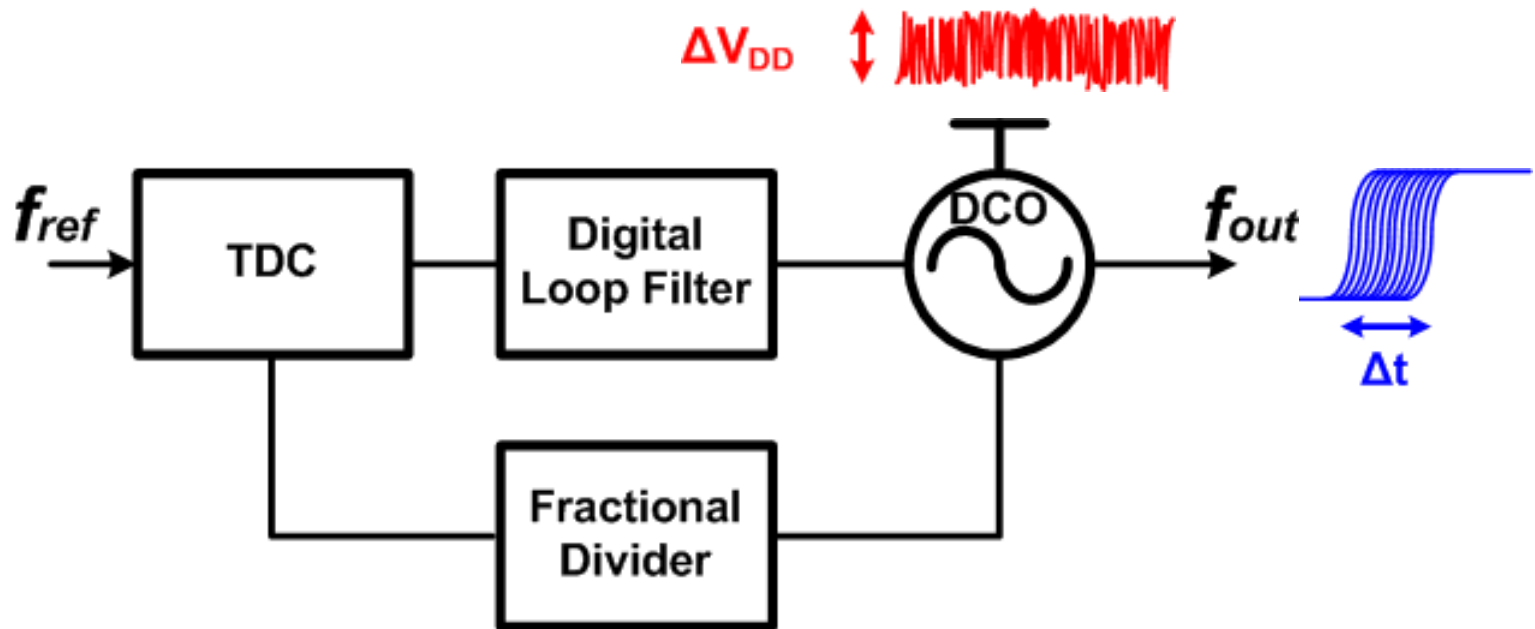 ΔVDD
fref
TDC
Digital
Loop Filter
DCO
fout
Δt
Fractional
Divider